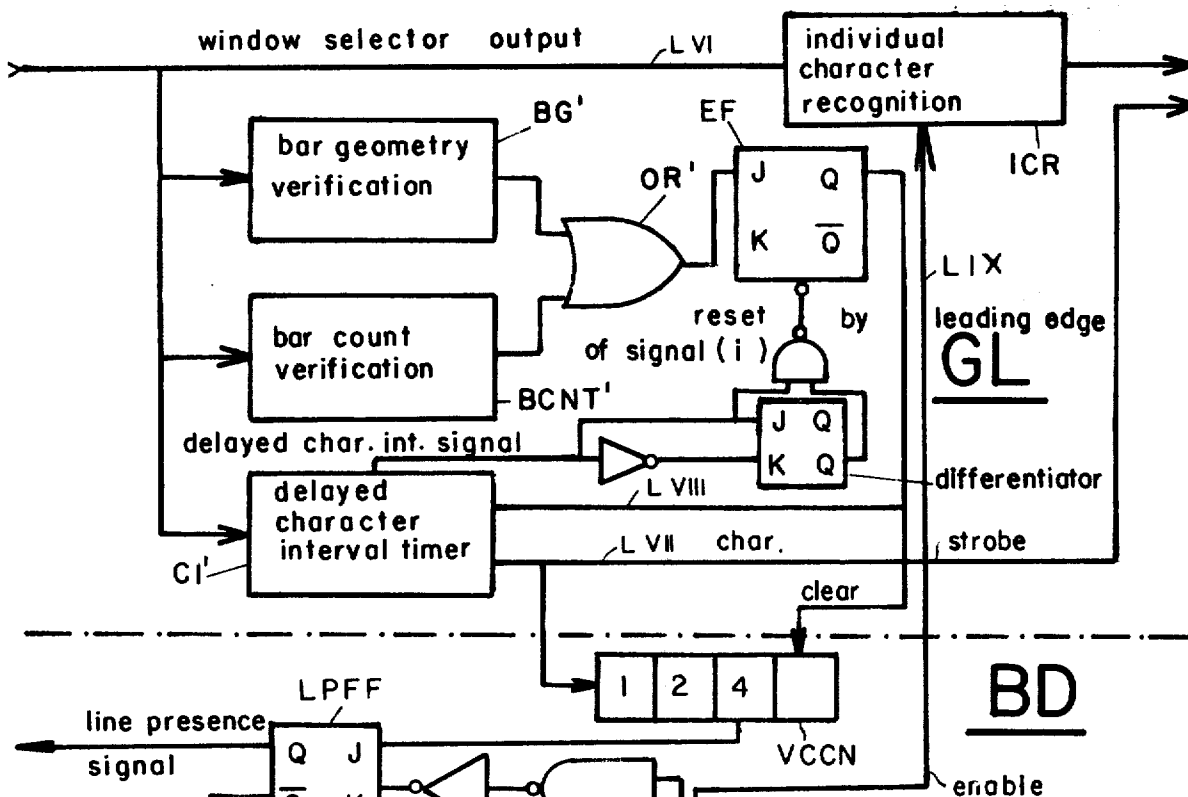 window selector output
L VI
individual
character
recognition
ICR
BG'
bar geometry
verification
EF
J Q
K Q
OR'
L I X
bar count
verification
BCNT'
reset by leading edge
of signal (i)
GL
delayed char. int. signal
J Q
K Q
differentiator
delayed
character
interval timer
CI'
L VIII
L VII char. strobe
clear
1 2 4
VCCN
BD
LPFF
line presence
signal
Q J
enable